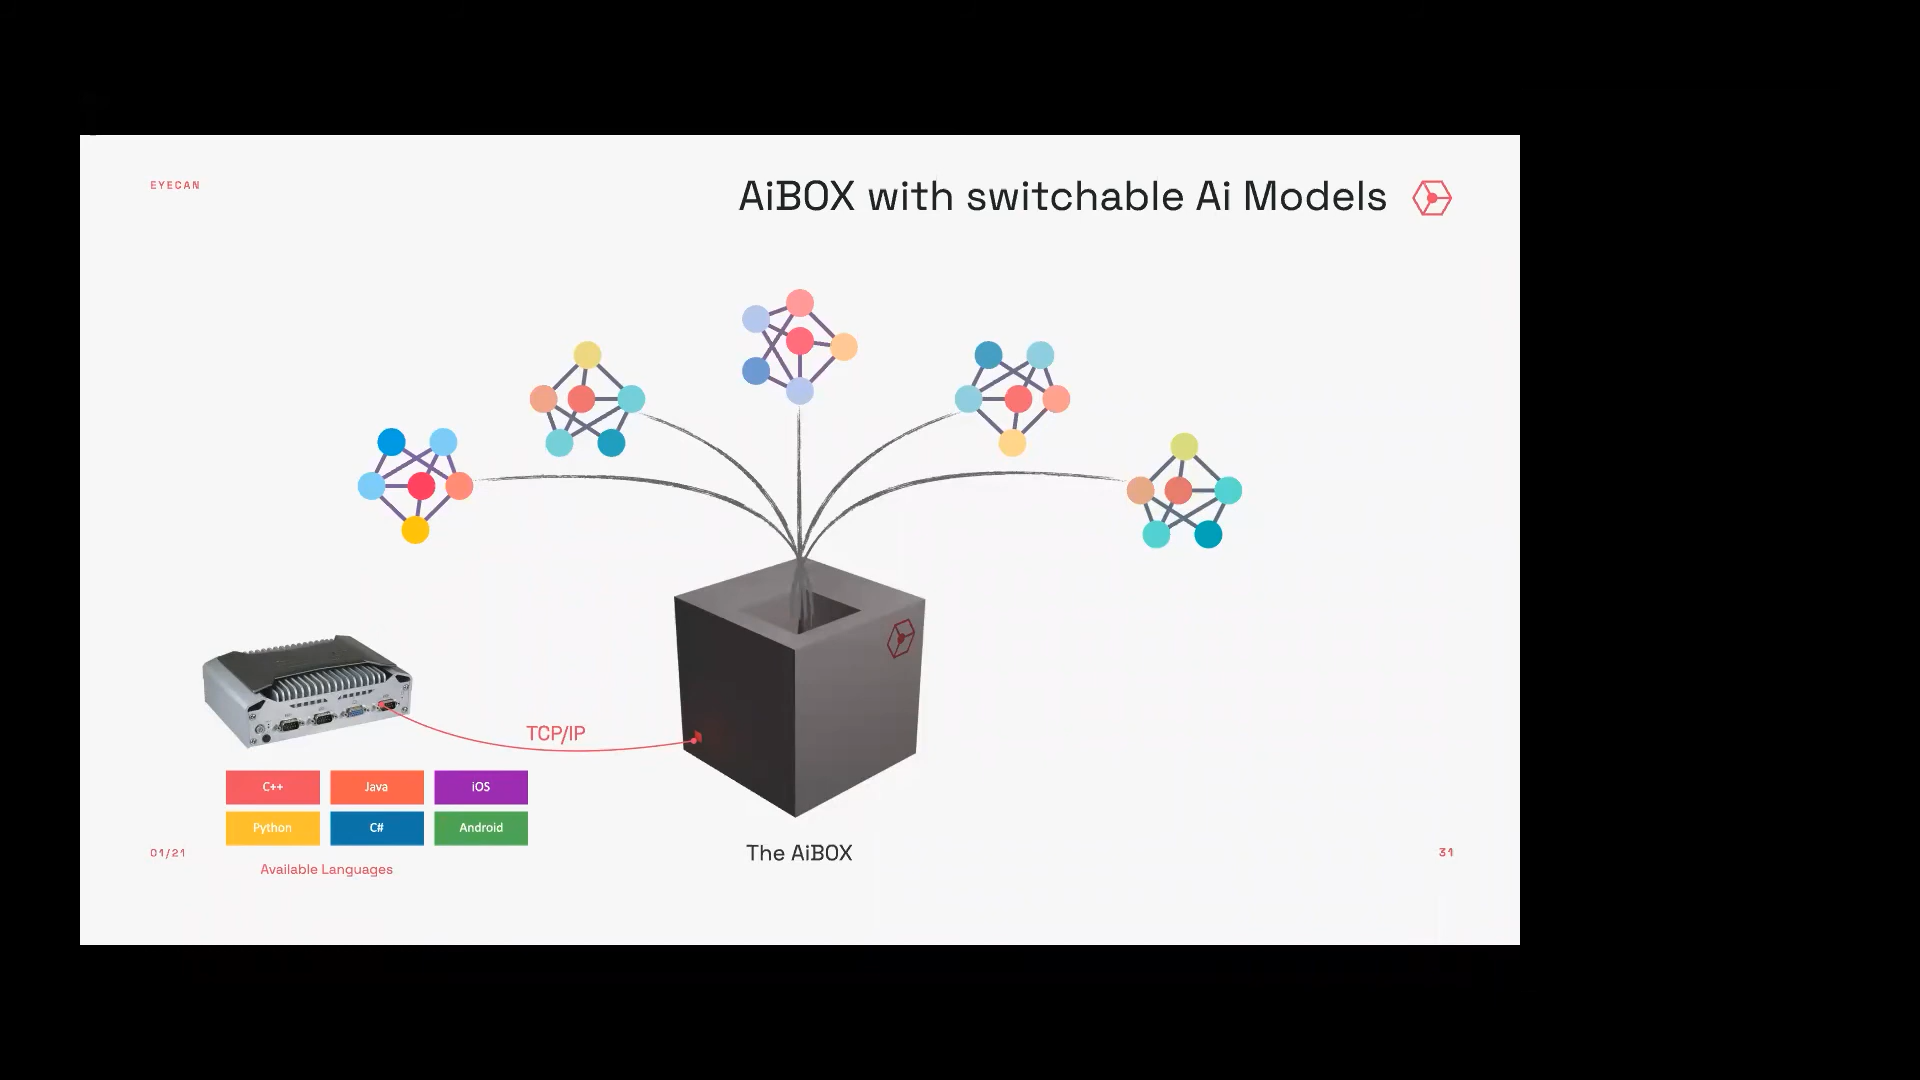 EYECAN
AiBOX with switchable Ai Models
TCP/IP
C++
Java
iOS
Python
C#
Android
Available Languages
The AiBOX
01/21
31